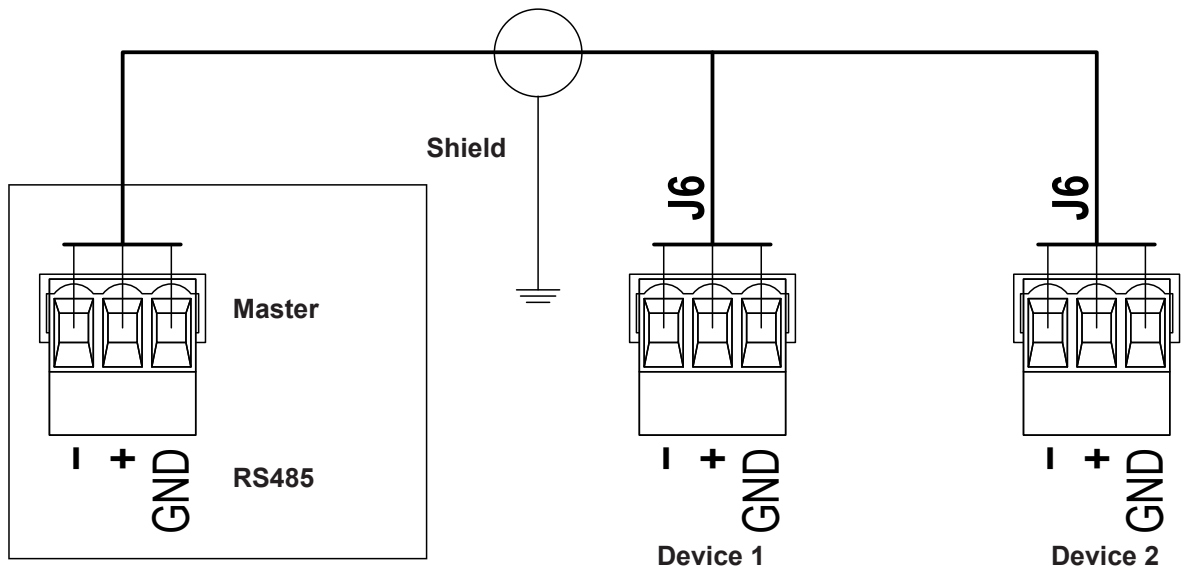 Shield
J6
J6
Master
– + GND
RS485
– + GND
Device 1
– + GND
Device 2